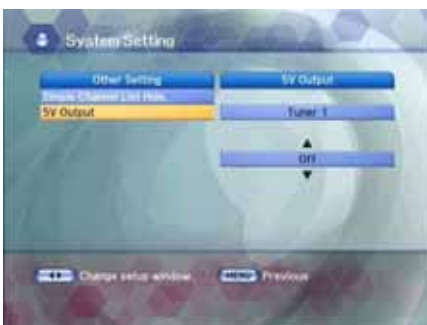 System Setting
Other Setting
5V Output
Simple Channel List
5V Output
Tuner 1
Off
Change setup window
MENU Previous